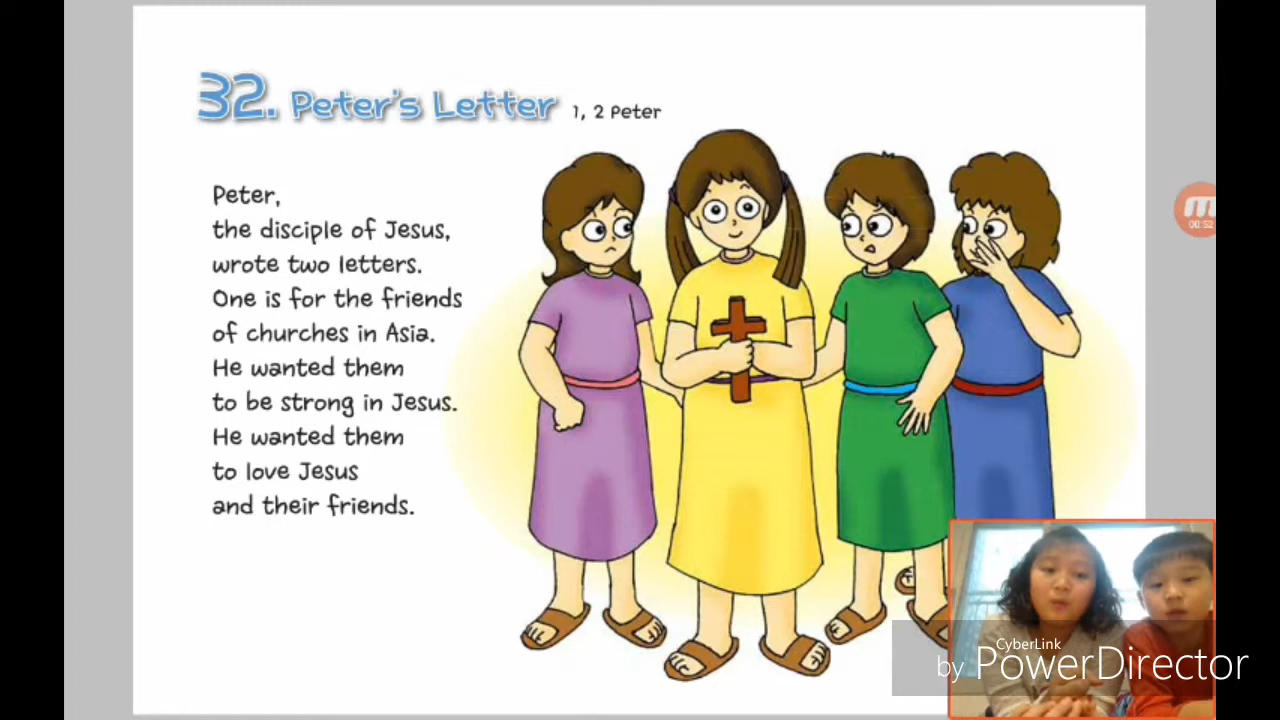 32. Peter's Letter 1, 2 Peter
Peter,
the disciple of Jesus,
wrote two letters.
One is for the friends
of churches in Asia.
He wanted them
to be strong in Jesus.
He wanted them
to love Jesus
and their friends.
00:52
CyberLink
by PowerDirector